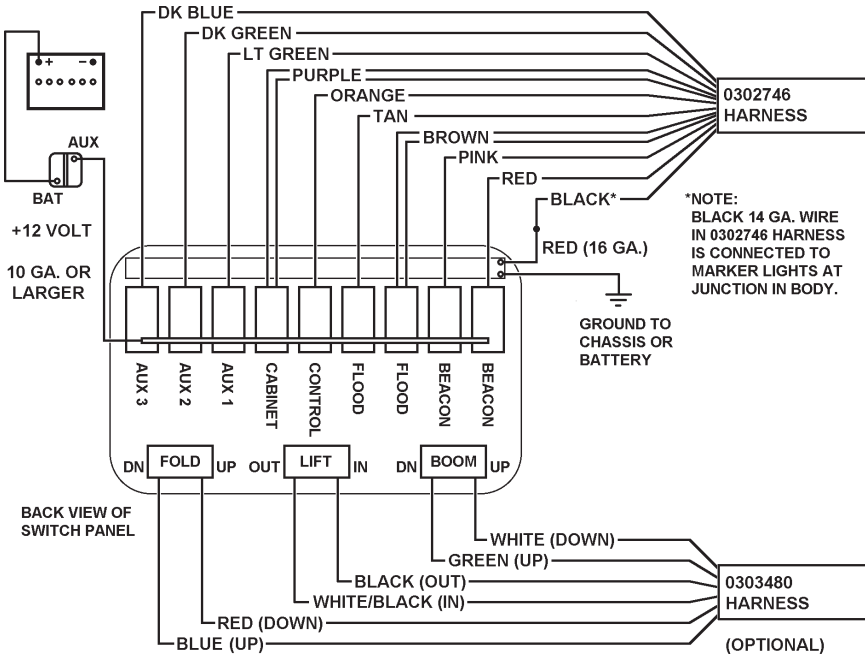 DK BLUE
DK GREEN
LT GREEN
PURPLE
ORANGE
TAN
BROWN
PINK
RED
BLACK*
RED (16 GA.)
0302746
HARNESS
*NOTE:
BLACK 14 GA. WIRE
IN 0302746 HARNESS
IS CONNECTED TO
MARKER LIGHTS AT
JUNCTION IN BODY.
+ -
AUX
BAT
+12 VOLT
10 GA. OR
LARGER
GROUND TO
CHASSIS OR
BATTERY
AUX 3
AUX 2
AUX 1
CABINET
CONTROL
FLOOD
FLOOD
BEACON
BEACON
DN FOLD UP
OUT LIFT IN
DN BOOM UP
BACK VIEW OF
SWITCH PANEL
WHITE (DOWN)
GREEN (UP)
BLACK (OUT)
WHITE/BLACK (IN)
RED (DOWN)
BLUE (UP)
0303480
HARNESS
(OPTIONAL)